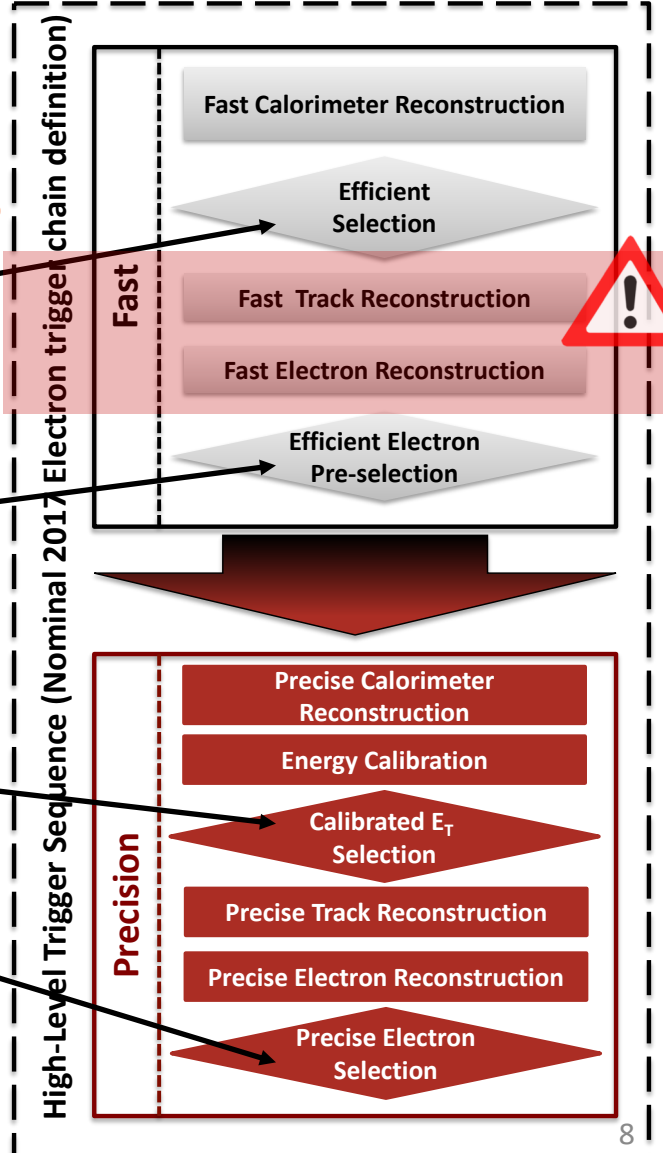 High-Level Trigger Sequence (Nominal 2017 Electron trigger chain definition)
Fast
Fast Calorimeter Reconstruction
Efficient
Selection
Fast Track Reconstruction
!
Fast Electron Reconstruction
Efficient Electron
Pre-selection
Precision
Precise Calorimeter
Reconstruction
Energy Calibration
Calibrated E_T
Selection
Precise Track Reconstruction
Precise Electron Reconstruction
Precise Electron
Selection
8